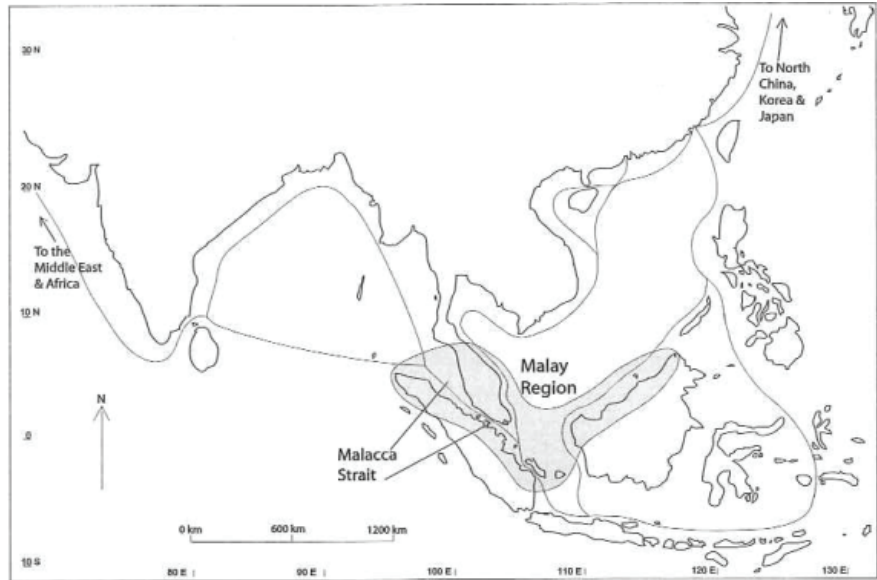 30 N
To North
China,
Korea &
Japan
20 N
To the
Middle East
& Africa
10 N
Malay
Region
N
.0
Malacca
Strait
0 km 600 km 1200 km
10 S
80 E 90 E 100 E 110 E 120 E 130 E